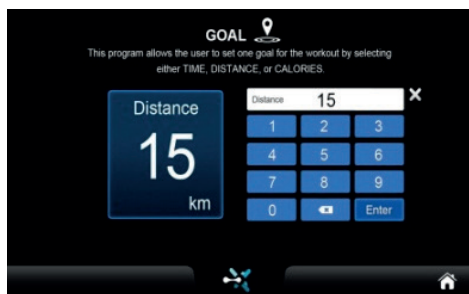 GOAL
This program allows the user to set one goal for the workout by selecting
either TIME, DISTANCE, or CALORIES.
Distance
15
km
Distance 15
1 2 3
4 5 6
7 8 9
0 Enter